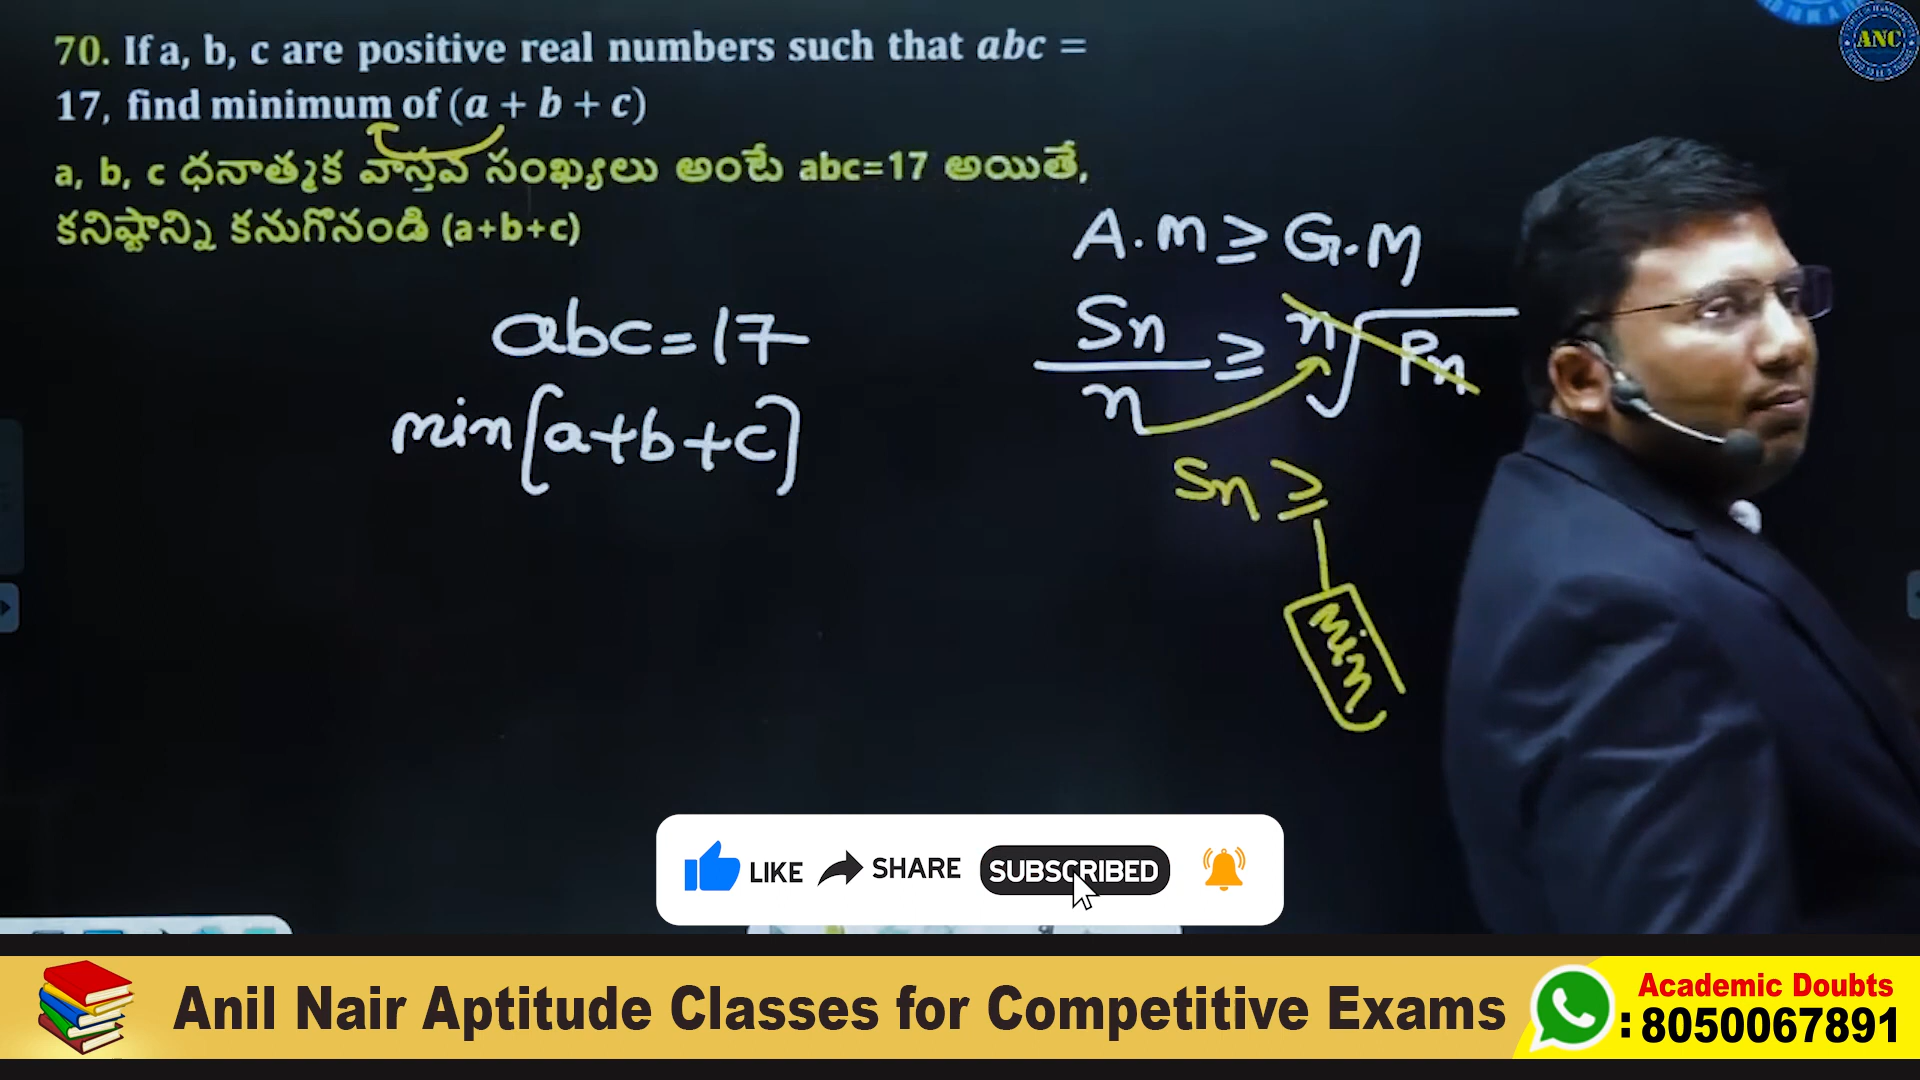 70. If a, b, c are positive real numbers such that abc =
17, find minimum of (a + b + c)
a, b, c ధనాత్మక వాస్తవ సంఖ్యలు అంటే abc=17 అయితే,
కనిష్టాన్ని కనుగొనండి (a+b+c)
abc=17
min[a+b+c]
A.M ≥ G.M
Sn/n ≥ n√Pn
Sn ≥
min
ANC
LIKE SHARE SUBSCRIBED
Anil Nair Aptitude Classes for Competitive Exams
Academic Doubts
: 8050067891